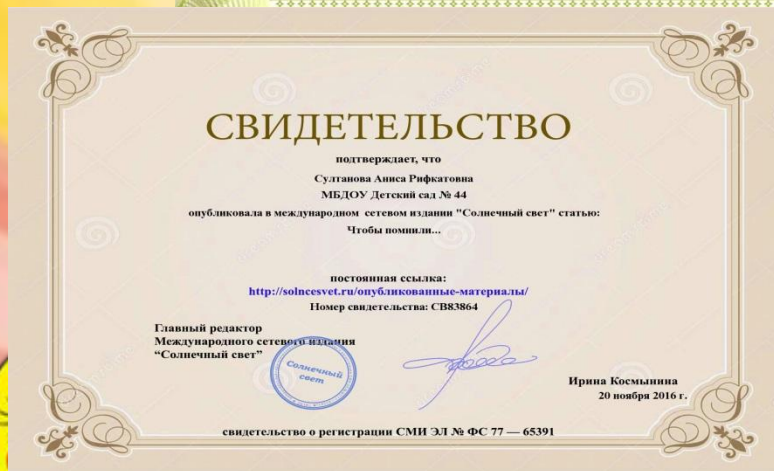 СВИДЕТЕЛЬСТВО
подтверждает, что
Султанова Аниса Рифкатовна
МБДОУ Детский сад № 44
опубликовала в международном сетевом издании "Солнечный свет" статью:
Чтобы помнили...
постоянная ссылка:
http://solncesvet.ru/опубликованные-материалы/
Номер свидетельства: СВ83864
Главный редактор
Международного сетевого издания
“Солнечный свет”
Солнечный
свет
Ирина Космынина
20 ноября 2016 г.
свидетельство о регистрации СМИ ЭЛ № ФС 77 — 65391